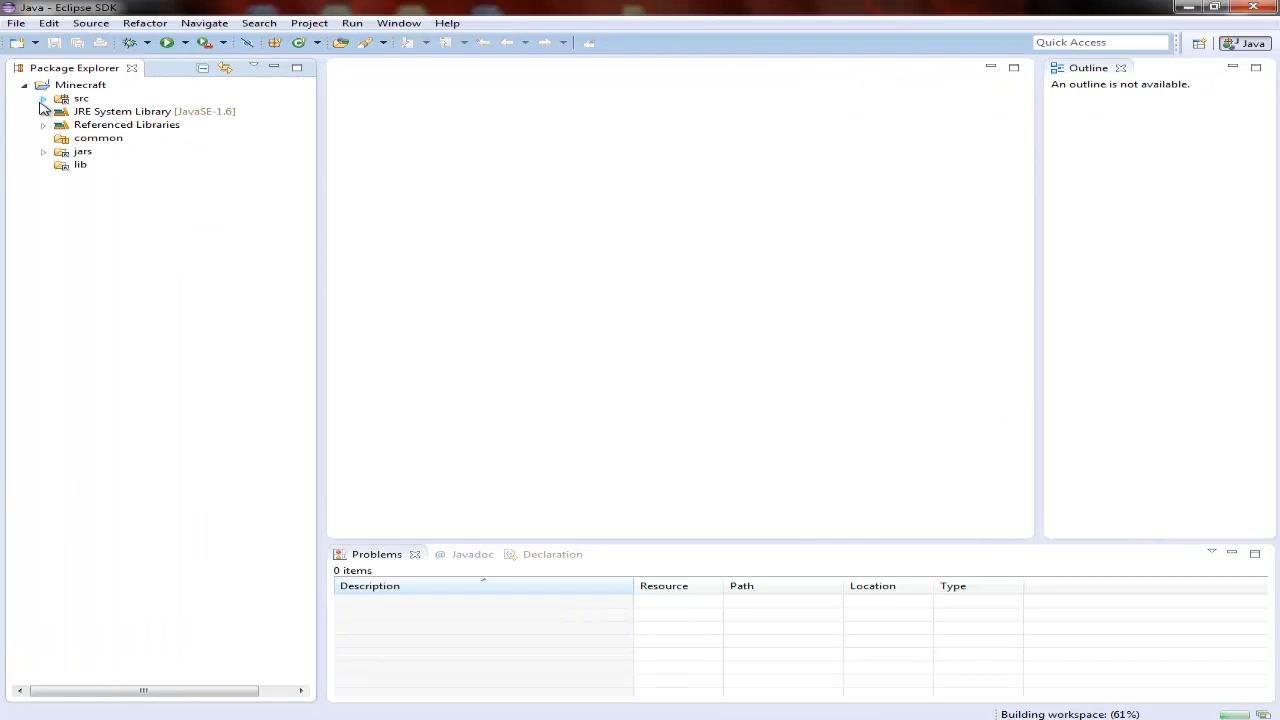 Java - Eclipse SDK
File Edit Source Refactor Navigate Search Project Run Window Help
Quick Access
Java
Package Explorer
Outline
Minecraft
An outline is not available.
src
JRE System Library [JavaSE-1.6]
Referenced Libraries
common
jars
lib
Problems @ Javadoc Declaration
0 items
Description Resource Path Location Type
Building workspace: (61%)